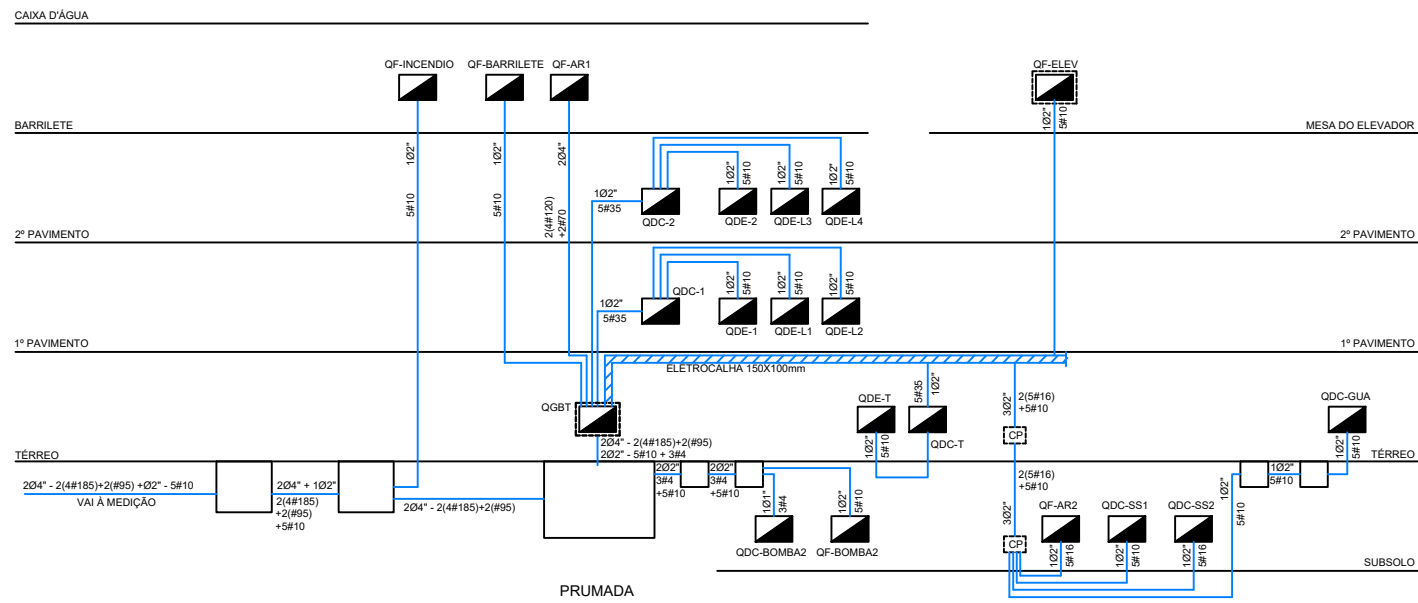 CAIXA D'ÁGUA
QF-INCENDIO
QF-BARRILETE
QF-AR1
QF-ELEV
1Ø2"
5#10
BARRILETE
MESA DO ELEVADOR
1Ø2"
5#10
1Ø2"
5#10
2Ø4"
2(4#120)
+2#70
1Ø2"
5#35
QDC-2
1Ø2"
5#10
QDE-2
1Ø2"
5#10
QDE-L3
1Ø2"
5#10
QDE-L4
2º PAVIMENTO
2º PAVIMENTO
QDC-1
1Ø2"
5#35
1Ø2"
5#10
QDE-1
1Ø2"
5#10
QDE-L1
1Ø2"
5#10
QDE-L2
1º PAVIMENTO
1º PAVIMENTO
ELETROCALHA 150X100mm
QGBT
QDE-T
1Ø2"
5#10
5#35
1Ø2"
QDC-T
3Ø2"
2(5#16)
+5#10
CP
QDC-GUA
1Ø2"
5#10
2Ø4" - 2(4#185)+2(#95)
2Ø2" - 5#10 + 3#4
TÉRREO
TÉRREO
2Ø4" - 2(4#185)+2(#95) +Ø2" - 5#10
VAI À MEDIÇÃO
2Ø4" + 1Ø2"
2(4#185)
+2(#95)
+5#10
2Ø4" - 2(4#185)+2(#95)
2Ø2"
3#4
+5#10
2Ø2"
3#4
+5#10
1Ø1"
3#4
QDC-BOMBA2
1Ø2"
5#10
QF-BOMBA2
2(5#16)
+5#10
3Ø2"
CP
QF-AR2
1Ø2"
5#16
QDC-SS1
1Ø2"
5#10
QDC-SS2
1Ø2"
5#16
1Ø2"
5#10
1Ø2"
5#10
SUBSOLO
PRUMADA